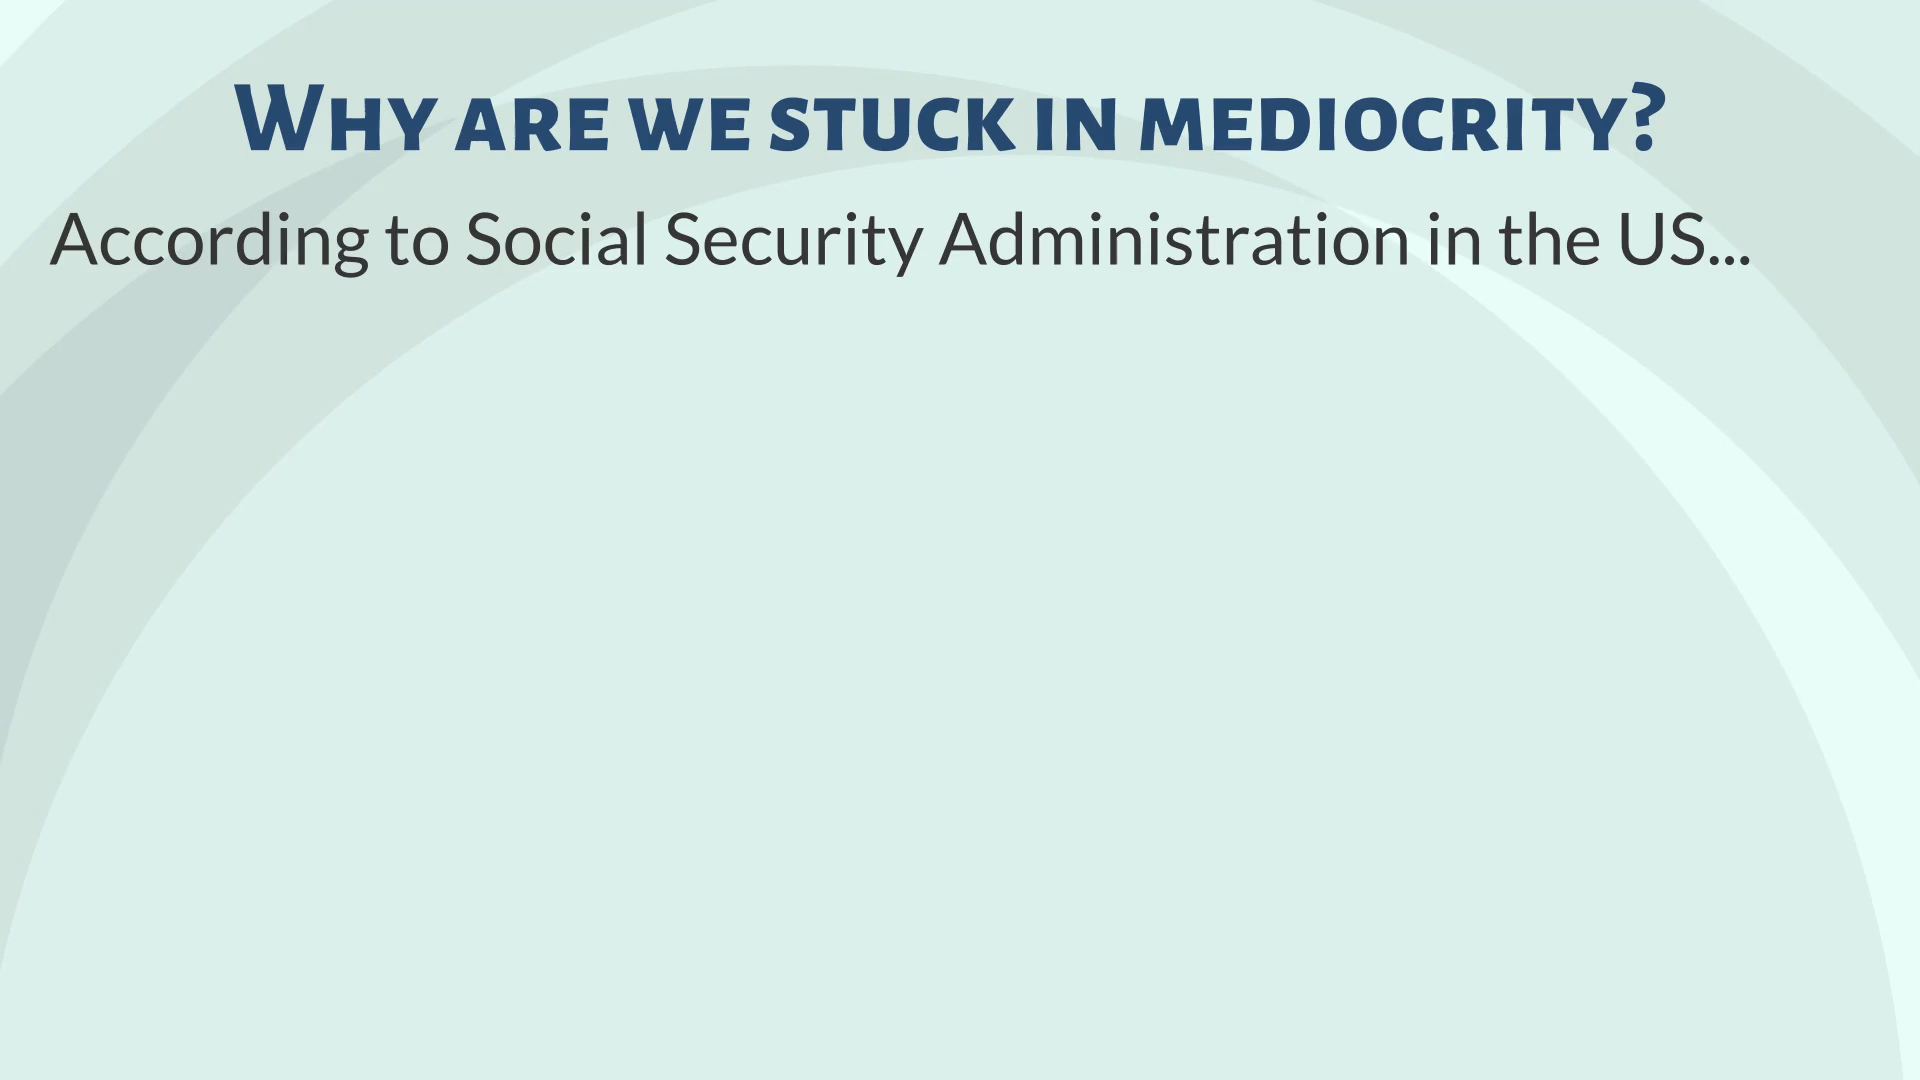 Why are we stuck in mediocrity?
According to Social Security Administration in the US...